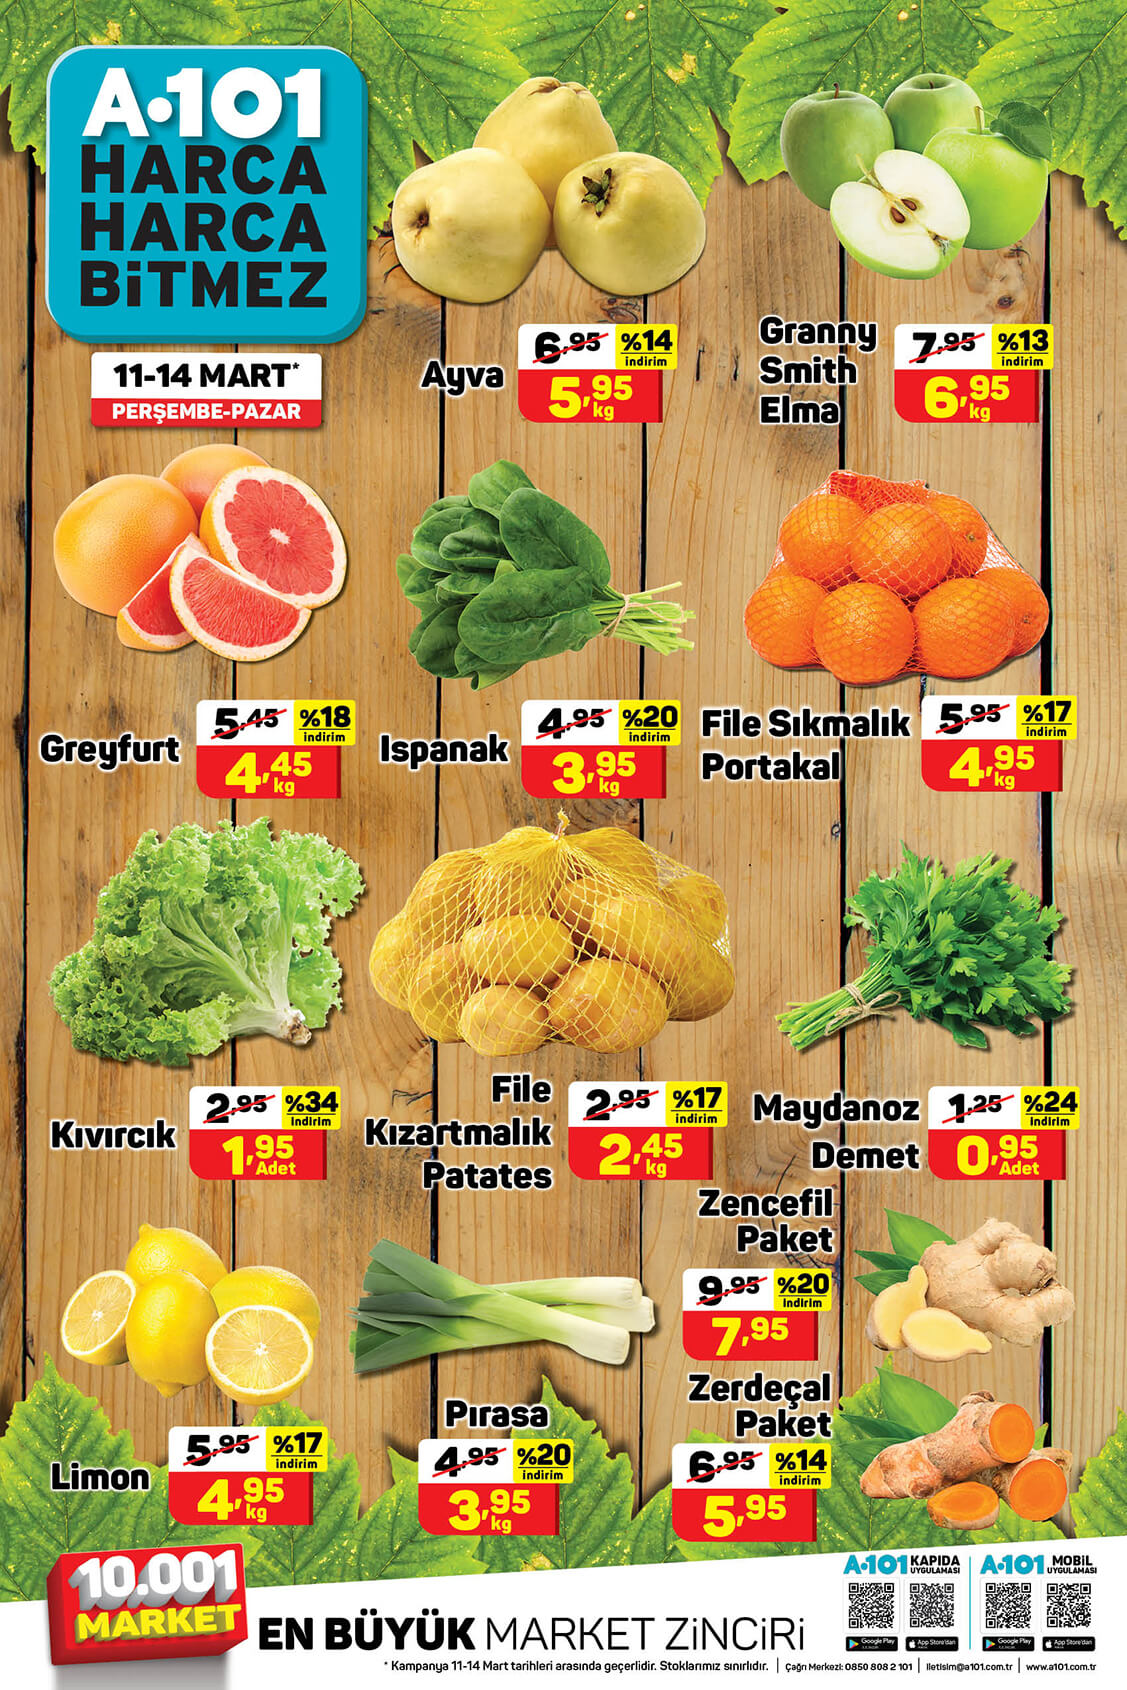 A•101
HARCA
HARCA
BiTMEZ
11-14 MART*
PERŞEMBE-PAZAR
Ayva
6,95
%14
indirim
5,95
kg
Granny
Smith
Elma
7,95
%13
indirim
6,95
kg
Greyfurt
5,45
%18
indirim
4,45
kg
Ispanak
4,95
%20
indirim
3,95
kg
File Sıkmalık
Portakal
5,95
%17
indirim
4,95
kg
Kıvırcık
2,95
%34
indirim
1,95
Adet
File
Kızartmalık
Patates
2,95
%17
indirim
2,45
kg
Maydanoz
Demet
1,25
%24
indirim
0,95
Adet
Limon
5,95
%17
indirim
4,95
kg
Pırasa
4,95
%20
indirim
3,95
kg
Zencefil
Paket
9,95
%20
indirim
7,95
Zerdeçal
Paket
6,95
%14
indirim
5,95
10.001
MARKET
EN BÜYÜK MARKET ZiNCiRi
A•101 KAPIDA
UYGULAMASI
Google Play
App Store'dan
A•101 MOBİL
UYGULAMASI
Google Play
App Store'dan
* Kampanya 11-14 Mart tarihleri arasında geçerlidir. Stoklarımız sınırlıdır. | Çağrı Merkezi: 0850 808 2 101 | iletisim@a101.com.tr | www.a101.com.tr